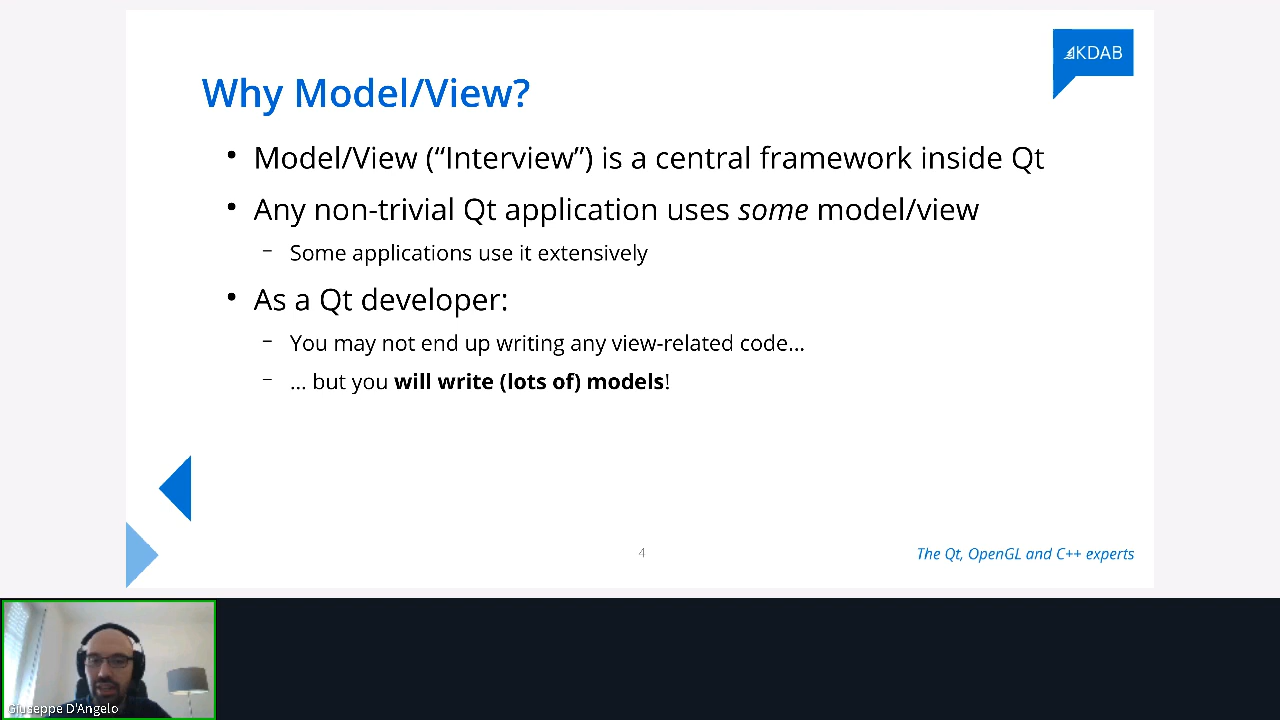 KDAB
Why Model/View?
• Model/View (“Interview”) is a central framework inside Qt
• Any non-trivial Qt application uses some model/view
– Some applications use it extensively
• As a Qt developer:
– You may not end up writing any view-related code...
– ... but you will write (lots of) models!
4
The Qt, OpenGL and C++ experts
Giuseppe D'Angelo